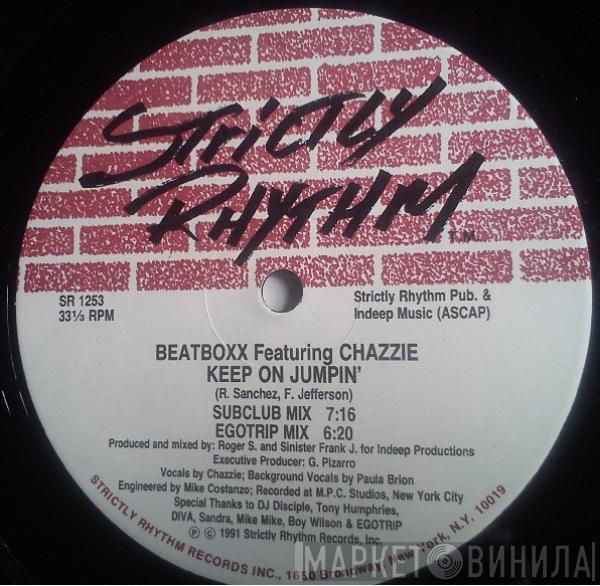 STRICTLY
RHYTHM
T.M.
SR 1253
33⅓ RPM
Strictly Rhythm Pub. &
Indeep Music (ASCAP)
BEATBOXX Featuring CHAZZIE
KEEP ON JUMPIN'
(R. Sanchez, F. Jefferson)
SUBCLUB MIX 7:16
EGOTRIP MIX 6:20
Produced and mixed by: Roger S. and Sinister Frank J. for Indeep Productions
Executive Producer: G. Pizarro
Vocals by Chazzie; Background Vocals by Paula Brion
Engineered by Mike Costanzo; Recorded at M.P.C. Studios, New York City
Special Thanks to DJ Disciple, Tony Humphries,
DIVA, Sandra, Mike Mike, Boy Wilson & EGOTRIP
℗ © 1991 Strictly Rhythm Records, Inc.
STRICTLY RHYTHM RECORDS INC., 1650 Broadway, New York, N.Y. 10019
МАРКЕТ ВИНИЛА